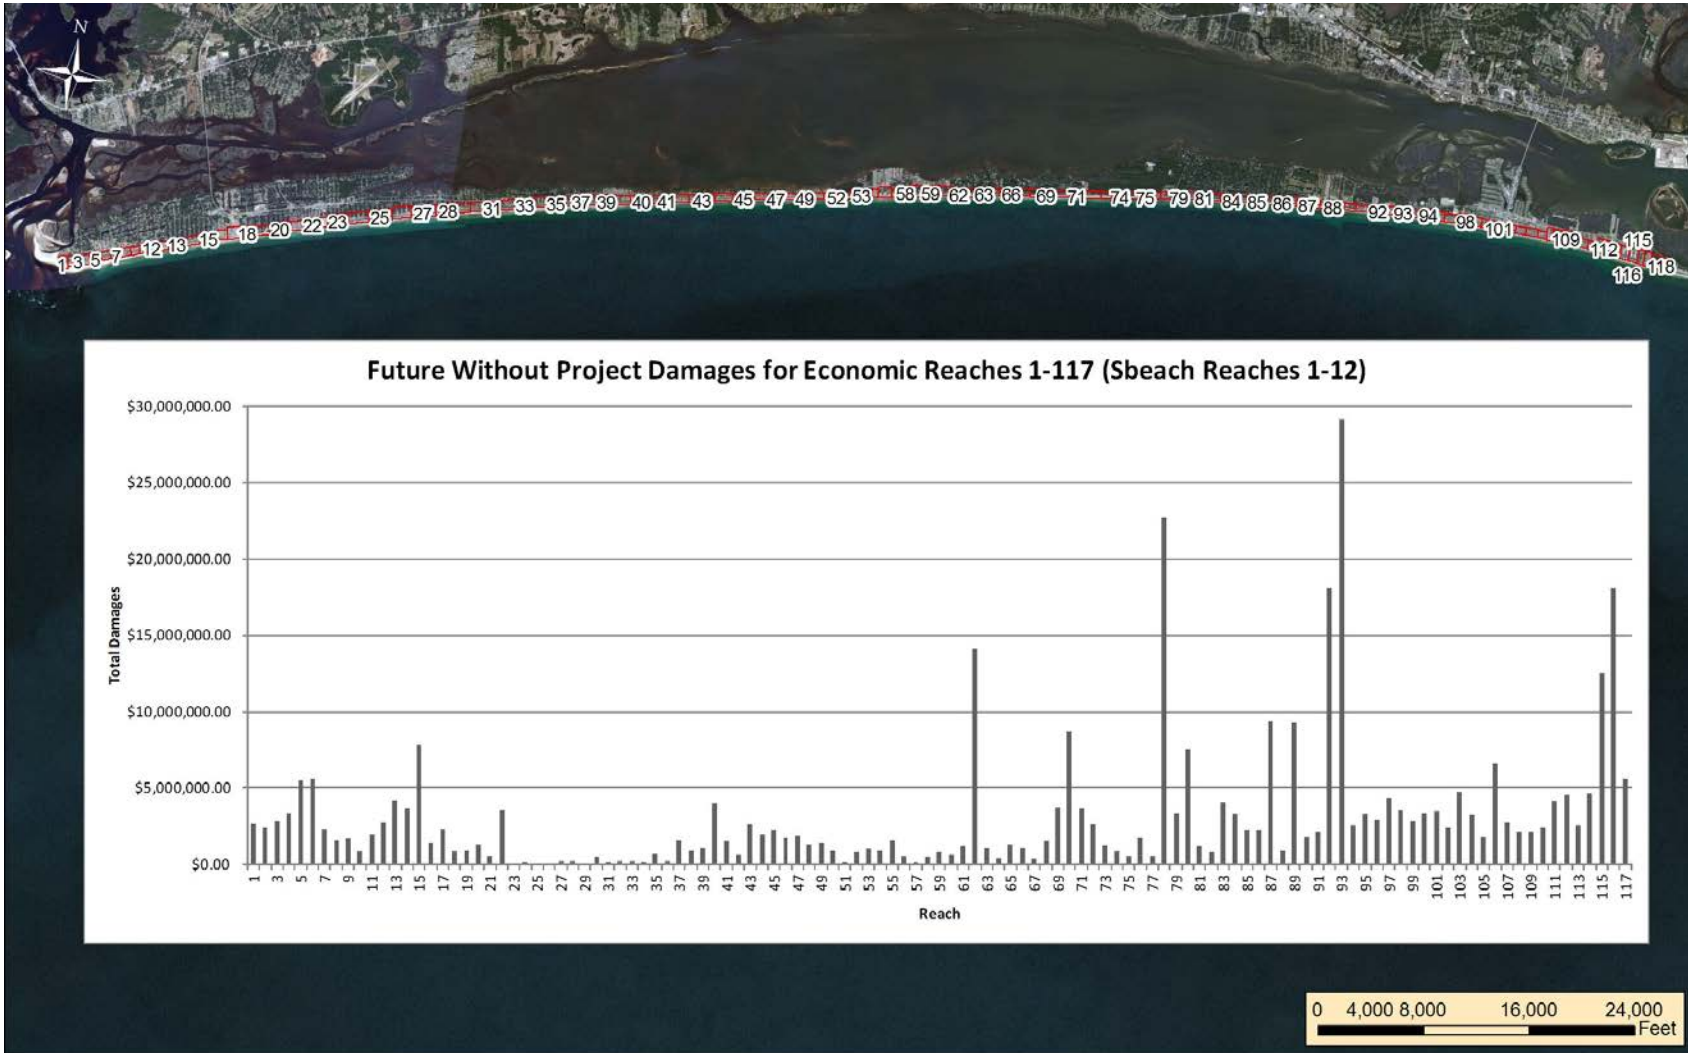 N
1 3 5 7 12 13 15 18 20 22 23 25 27 28 31 33 35 37 39 40 41 43 45 47 49 52 53 58 59 62 63 66 69 71 74 75 79 81 84 85 86 87 88 92 93 94 98 101 109 112 115
116 118
Future Without Project Damages for Economic Reaches 1-117 (Sbeach Reaches 1-12)
$30,000,000.00
$25,000,000.00
$20,000,000.00
$15,000,000.00
$10,000,000.00
$5,000,000.00
$0.00
Total Damages
1 3 5 7 9 11 13 15 17 19 21 23 25 27 29 31 33 35 37 39 41 43 45 47 49 51 53 55 57 59 61 63 65 67 69 71 73 75 77 79 81 83 85 87 89 91 93 95 97 99 101 103 105 107 109 111 113 115 117
Reach
0 4,000 8,000 16,000 24,000
Feet